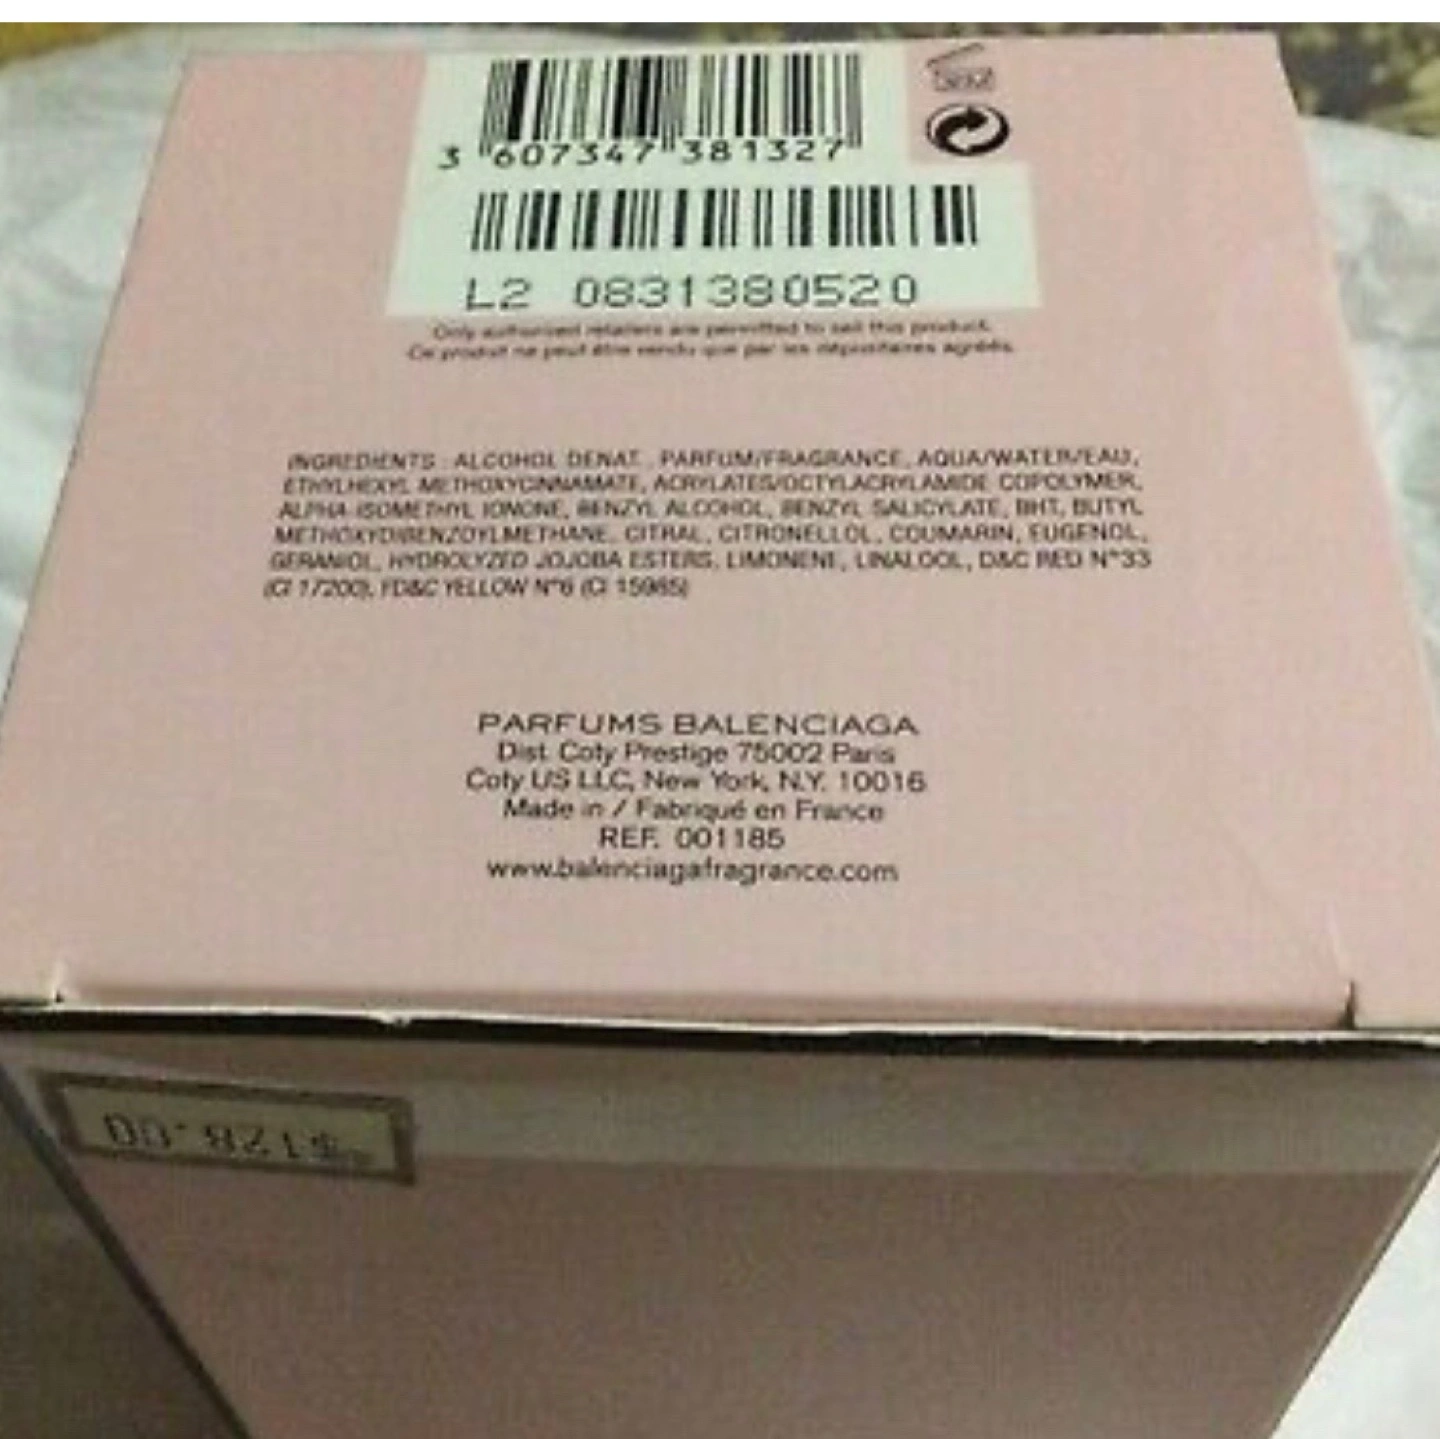 3 607347 381327
L2 0831380520
Only authorized retailers are permitted to sell this product.
Ce produit ne peut être vendu que par les dépositaires agréés.
INGREDIENTS : ALCOHOL DENAT., PARFUM/FRAGRANCE, AQUA/WATER/EAU,
ETHYLHEXYL METHOXYCINNAMATE, ACRYLATES/OCTYLACRYLAMIDE COPOLYMER,
ALPHA-ISOMETHYL IONONE, BENZYL ALCOHOL, BENZYL SALICYLATE, BHT, BUTYL
METHOXYDIBENZOYLMETHANE, CITRAL, CITRONELLOL, COUMARIN, EUGENOL,
GERANIOL, HYDROLYZED JOJOBA ESTERS, LIMONENE, LINALOOL, D&C RED N°33
(CI 17200), FD&C YELLOW N°6 (CI 15985)
PARFUMS BALENCIAGA
Dist. Coty Prestige 75002 Paris
Coty US LLC, New York, N.Y. 10016
Made in / Fabriqué en France
REF. 001185
www.balenciagafragrance.com
$128.00